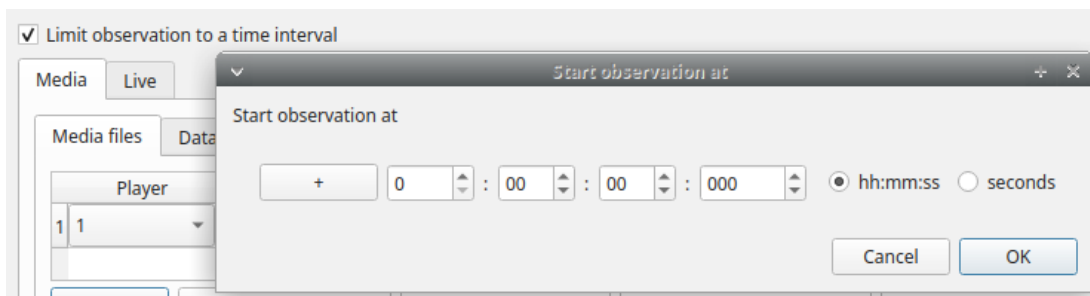 Limit observation to a time interval
Media Live
Start observation at
Start observation at
Media files Data
+ 0 : 00 : 00 : 000 hh:mm:ss seconds
Player
1 1
Cancel OK